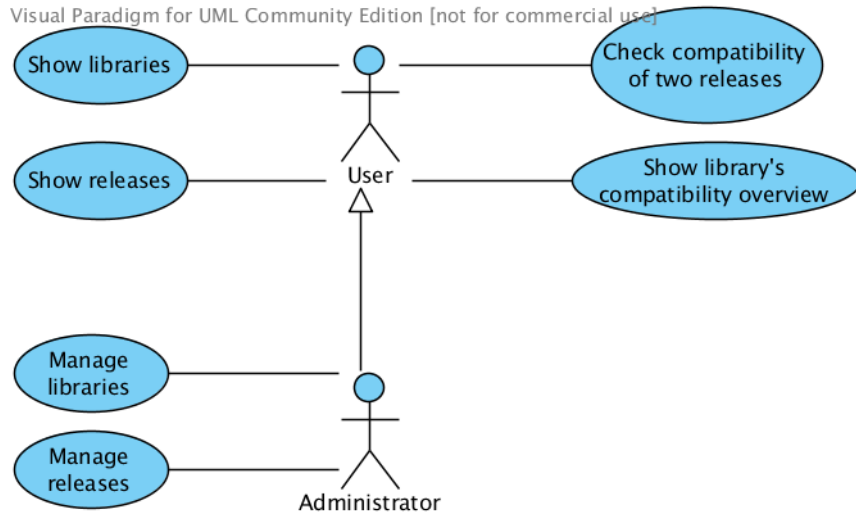 Visual Paradigm for UML Community Edition [not for commercial use]
Show libraries
Check compatibility
of two releases
Show releases
User
Show library's
compatibility overview
Manage
libraries
Manage
releases
Administrator